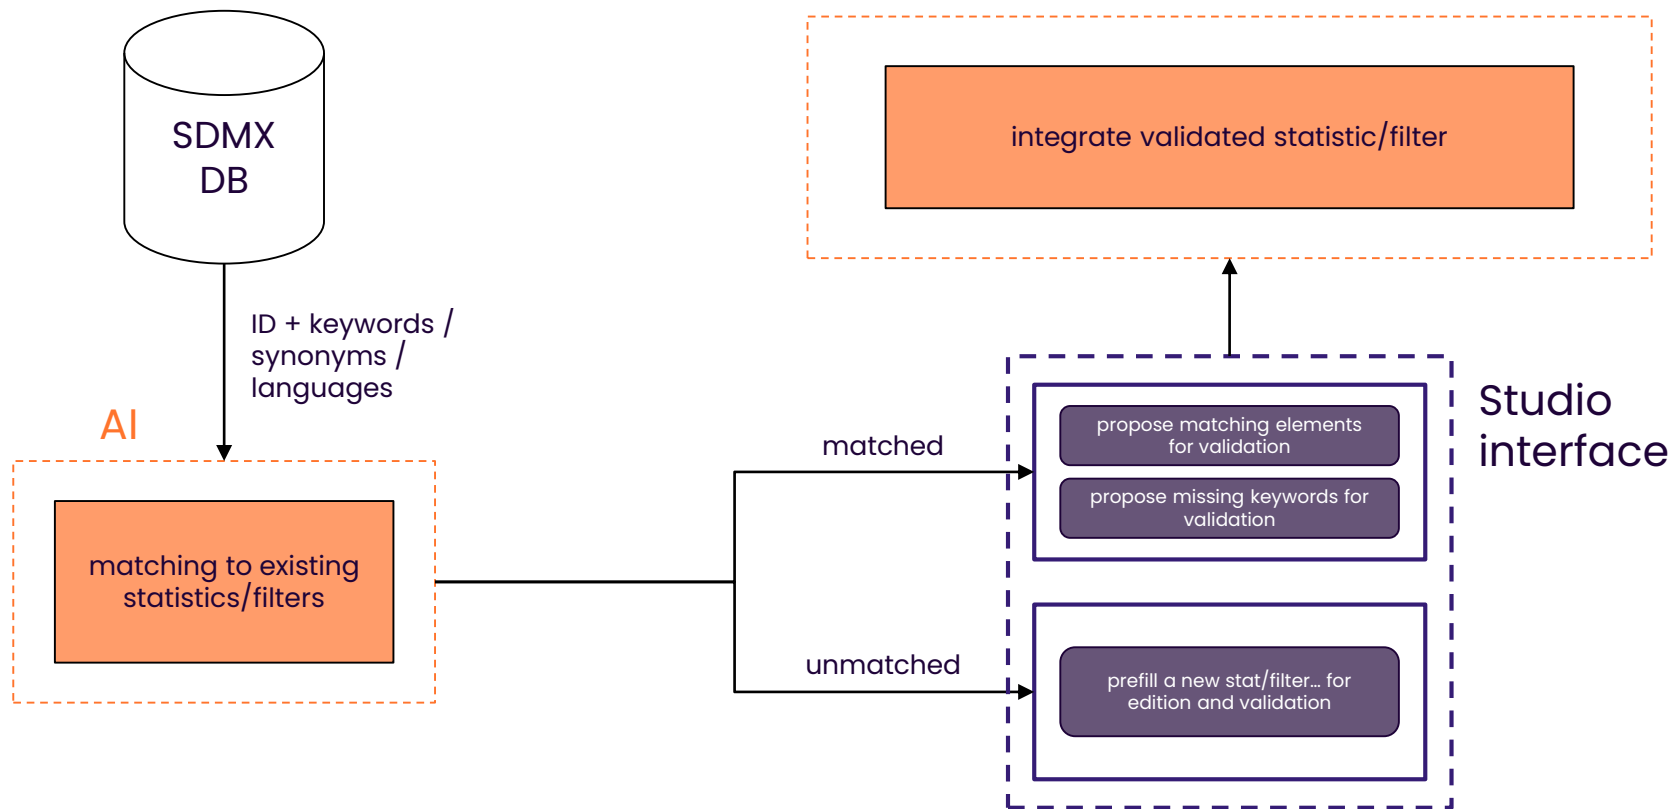 SDMX
DB
integrate validated statistic/filter
ID + keywords /
synonyms /
languages
AI
matching to existing
statistics/filters
matched
unmatched
propose matching elements
for validation
propose missing keywords for
validation
prefill a new stat/filter... for
edition and validation
Studio
interface